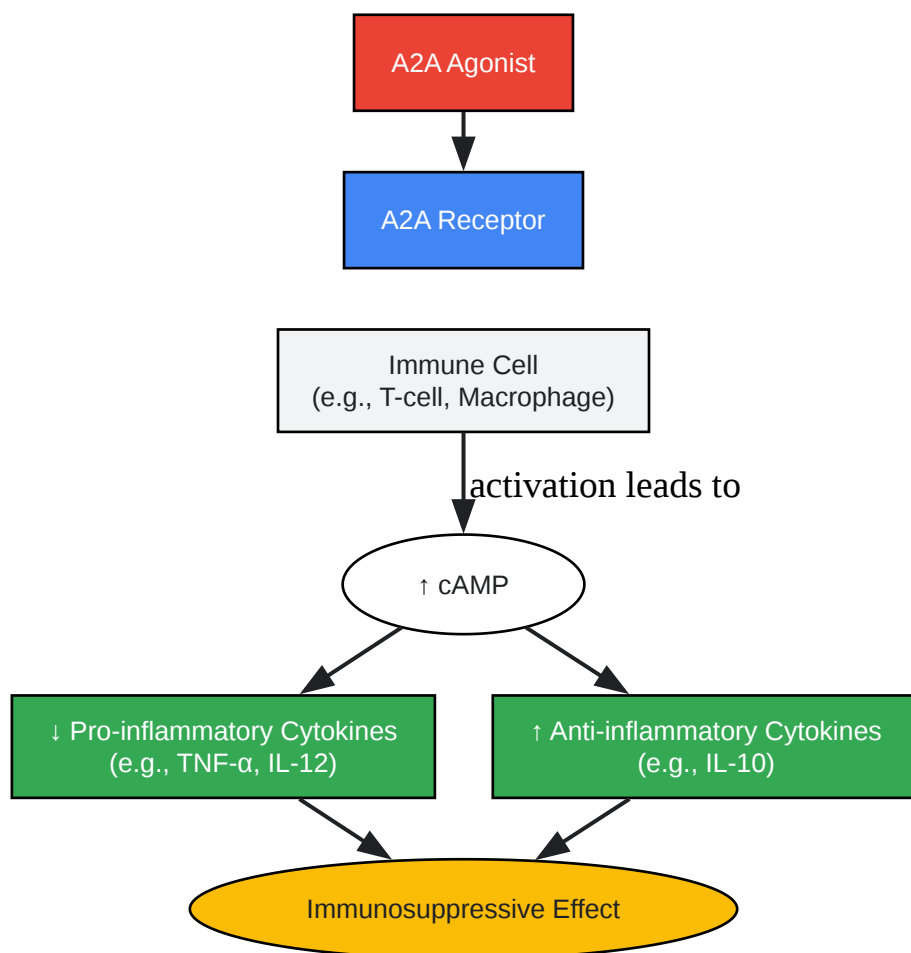 A2A Agonist
A2A Receptor
Immune Cell
(e.g., T-cell, Macrophage)
activation leads to
↑ cAMP
↓ Pro-inflammatory Cytokines
(e.g., TNF-α, IL-12)
↑ Anti-inflammatory Cytokines
(e.g., IL-10)
Immunosuppressive Effect